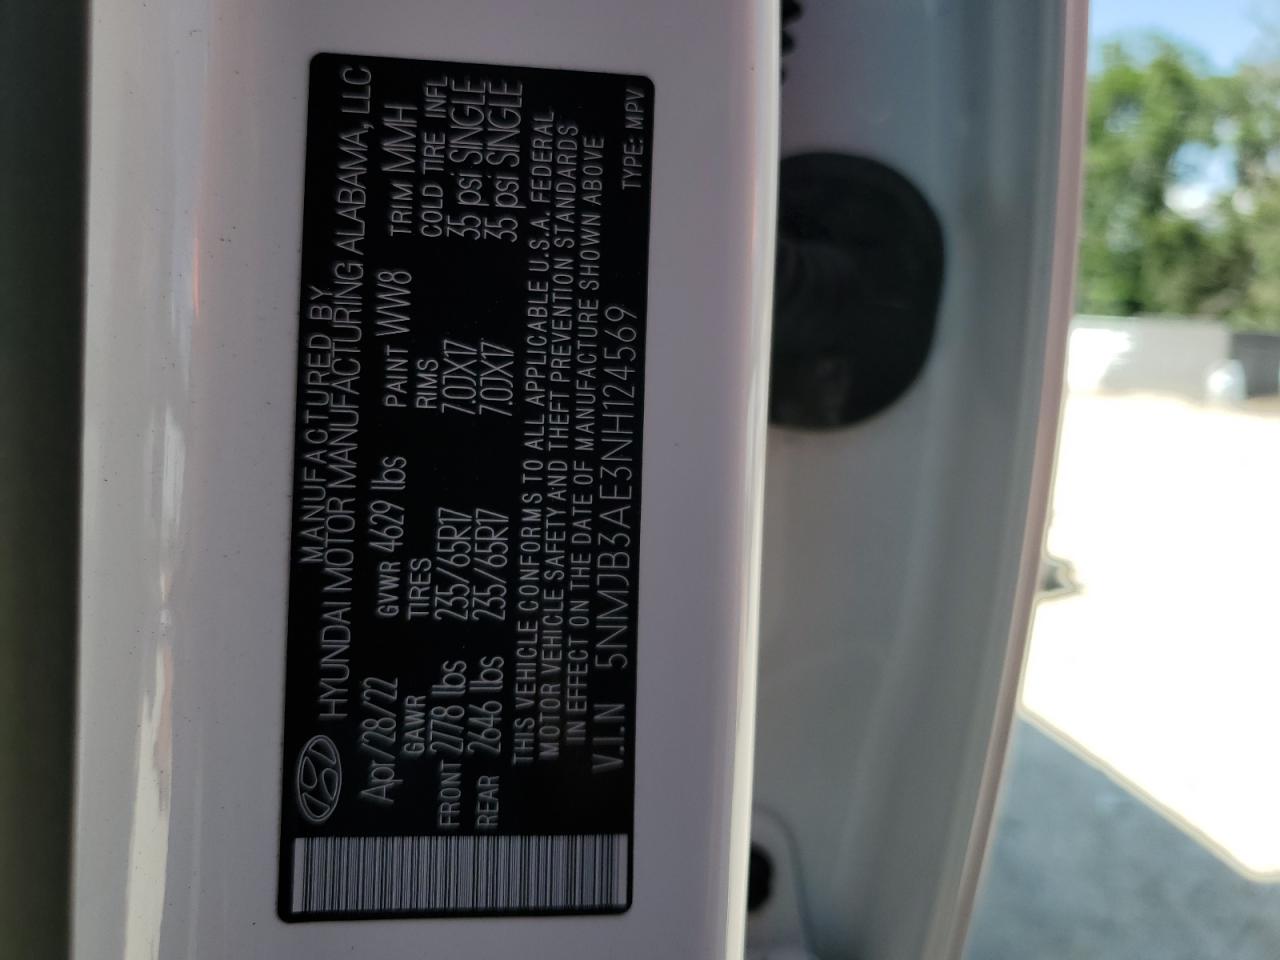 MANUFACTURED BY
HYUNDAI MOTOR MANUFACTURING ALABAMA, LLC
Apr/28/22 GVWR 4629 lbs PAINT WW8 TRIM MMH
GAWR TIRES RIMS COLD TIRE INFL
FRONT 2778 lbs 235/65R17 7.0JX17 35 psi SINGLE
REAR 2646 lbs 235/65R17 7.0JX17 35 psi SINGLE
THIS VEHICLE CONFORMS TO ALL APPLICABLE U.S.A. FEDERAL
MOTOR VEHICLE SAFETY AND THEFT PREVENTION STANDARDS
IN EFFECT ON THE DATE OF MANUFACTURE SHOWN ABOVE
V.I.N 5NMJB3AE3NH124569 TYPE: MPV